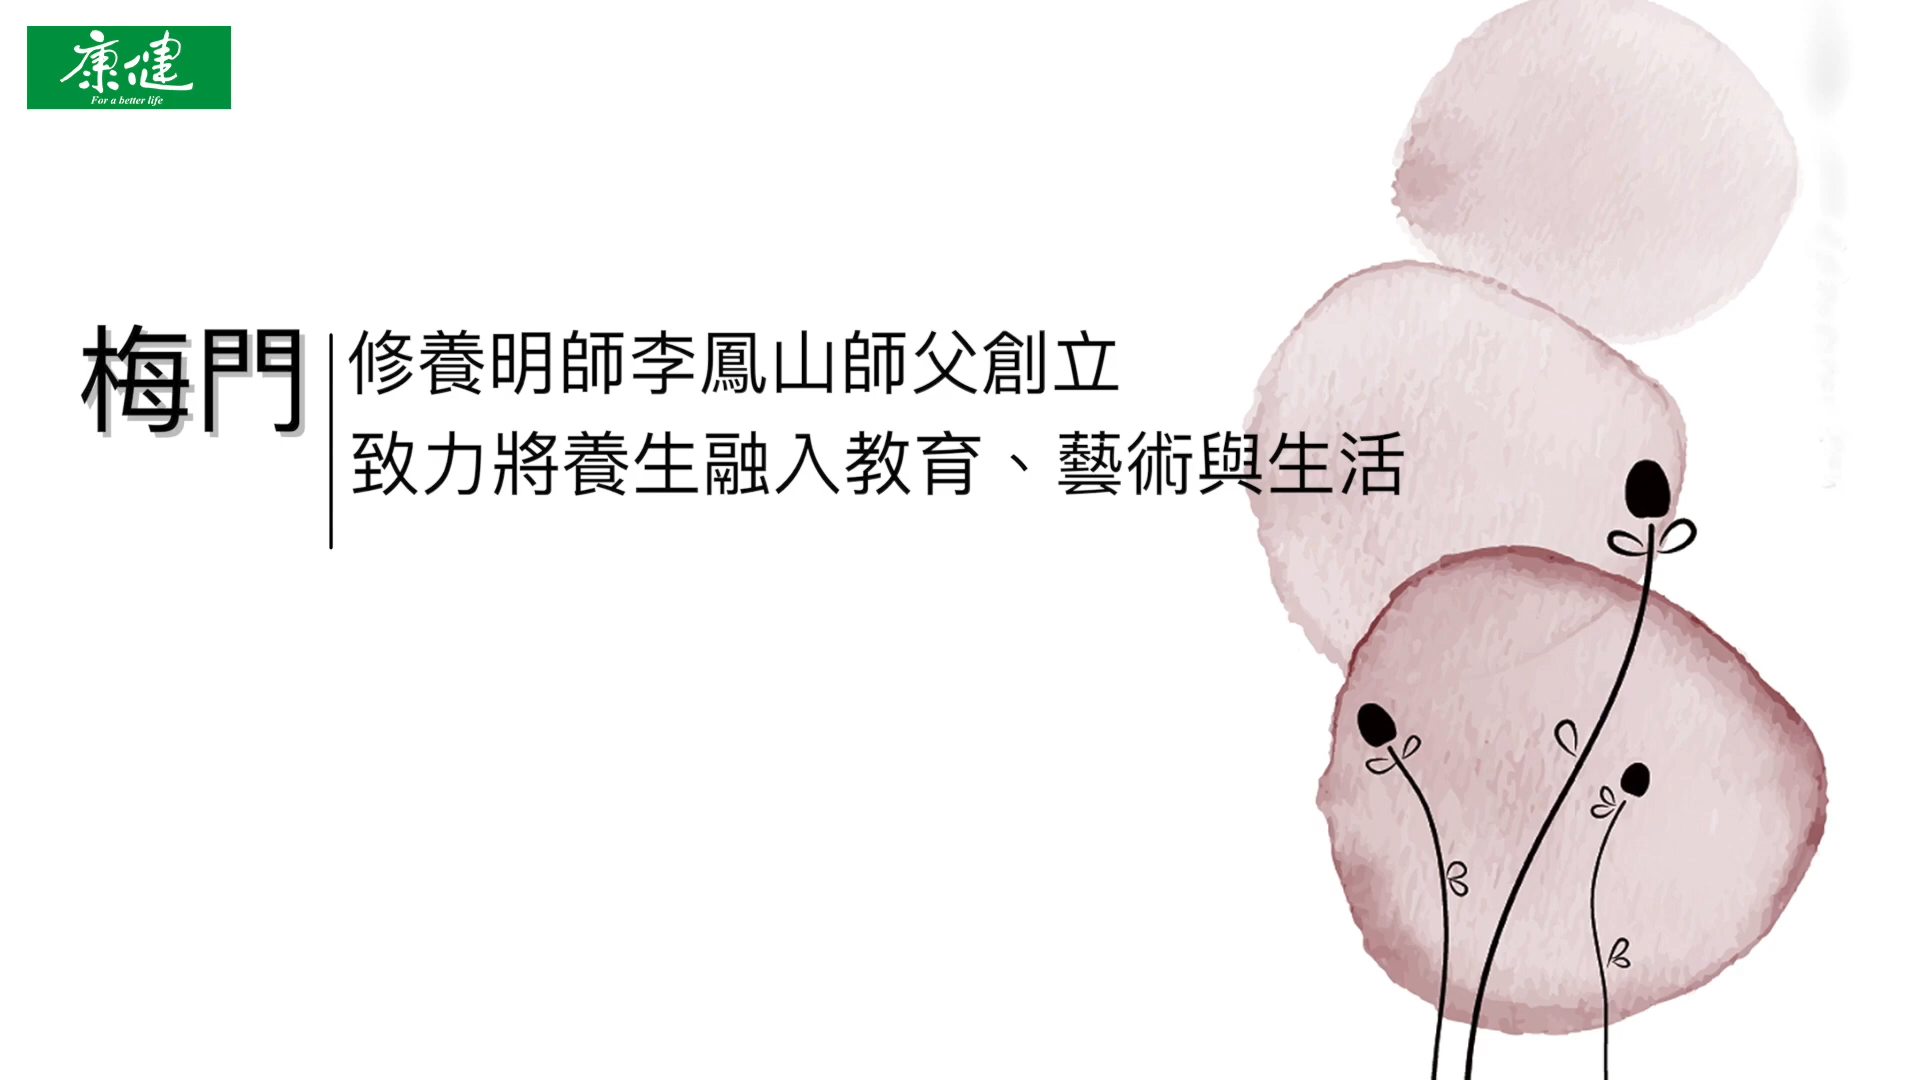 康健
For a better life
梅門
修養明師李鳳山師父創立
致力將養生融入教育、藝術與生活